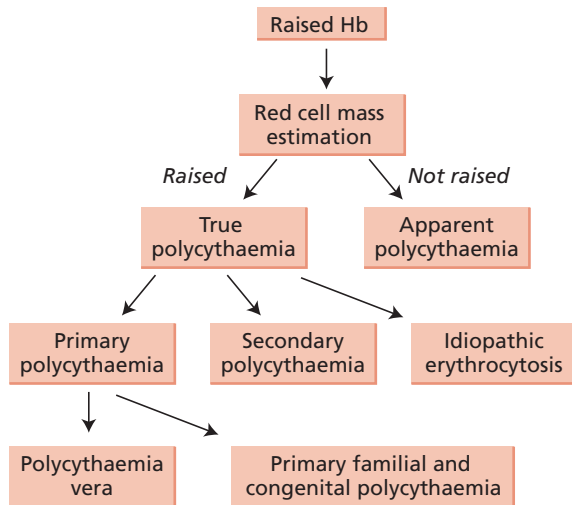 Raised Hb
Red cell mass
estimation
Raised
Not raised
True
polycythaemia
Apparent
polycythaemia
Primary
polycythaemia
Secondary
polycythaemia
Idiopathic
erythrocytosis
Polycythaemia
vera
Primary familial and
congenital polycythaemia